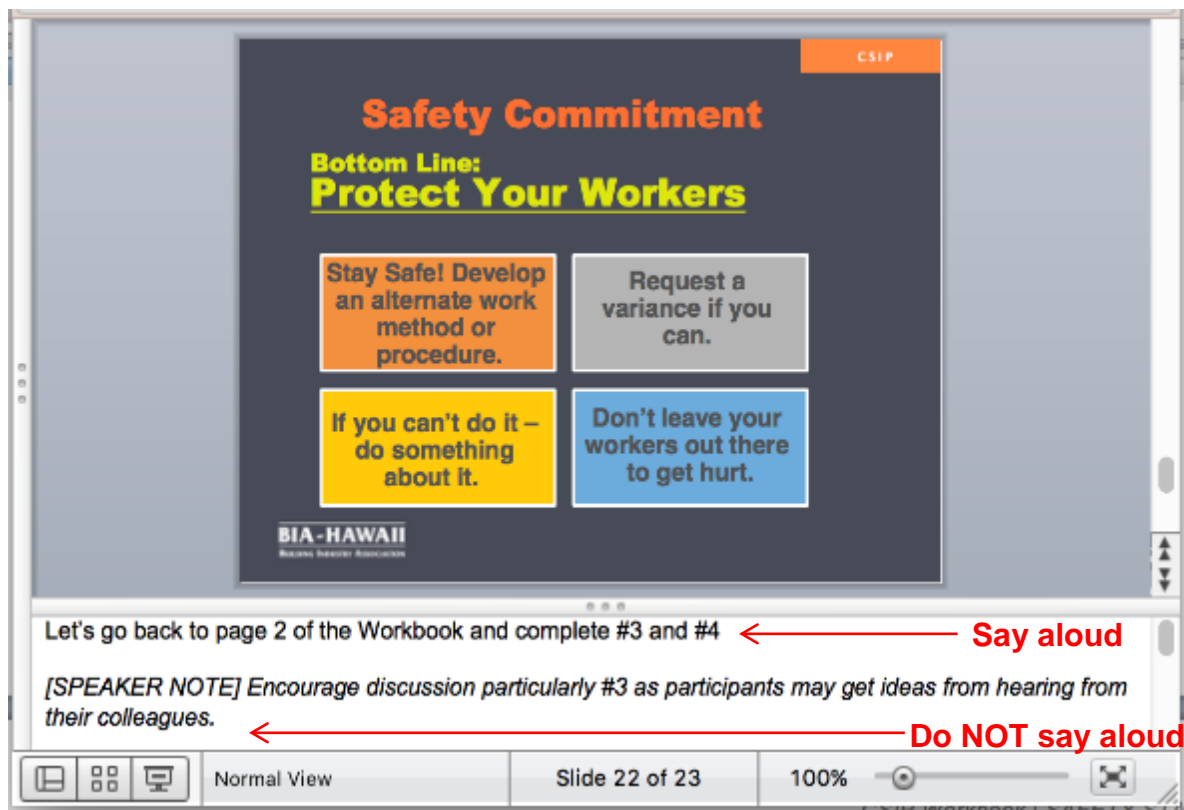 CSIP
Safety Commitment
Bottom Line:
Protect Your Workers
Stay Safe! Develop
an alternate work
method or
procedure.
Request a
variance if you
can.
If you can't do it –
do something
about it.
Don't leave your
workers out there
to get hurt.
BIA-HAWAII
Building Industry Association
Let's go back to page 2 of the Workbook and complete #3 and #4
Say aloud
[SPEAKER NOTE] Encourage discussion particularly #3 as participants may get ideas from hearing from
their colleagues.
Do NOT say aloud
Normal View
Slide 22 of 23
100%